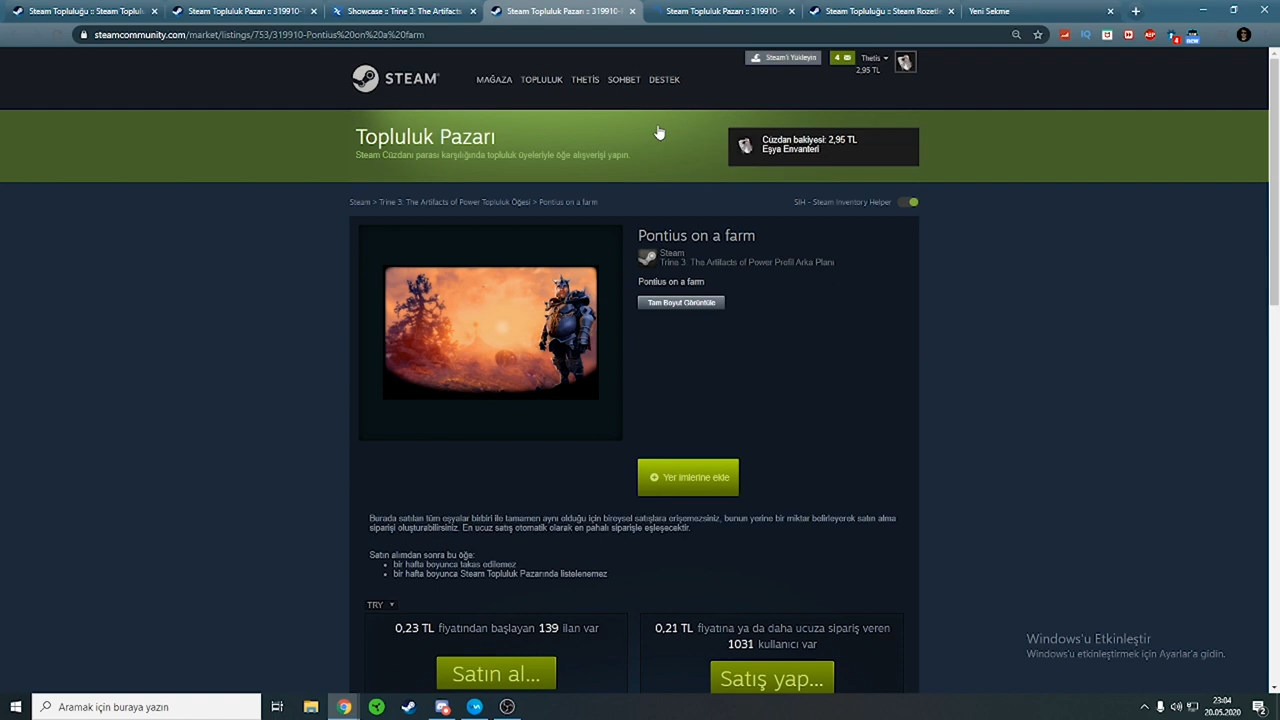 Steam Topluluğu :: Steam Toplulu
Steam Topluluk Pazarı :: 319910-
Showcase :: Trine 3: The Artifacts
Steam Topluluk Pazarı :: 319910-
Steam Topluluk Pazarı :: 319910-
Steam Topluluğu :: Steam Rozetle
Yeni Sekme
steamcommunity.com/market/listings/753/319910-Pontius%20on%20a%20farm
Steam'i Yükleyin
4
Thetis
2,95 TL
STEAM
MAĞAZA TOPLULUK THETİS SOHBET DESTEK
Topluluk Pazarı
Steam Cüzdanı parası karşılığında topluluk üyeleriyle öğe alışverişi yapın.
Cüzdan bakiyesi: 2,95 TL
Eşya Envanteri
Steam > Trine 3: The Artifacts of Power Topluluk Öğesi > Pontius on a farm
SIH - Steam Inventory Helper
Pontius on a farm
Steam
Trine 3: The Artifacts of Power Profil Arka Planı
Pontius on a farm
Tam Boyut Görüntüle
Yer imlerine ekle
Burada satılan tüm eşyalar birbiri ile tamamen aynı olduğu için bireysel satışlara erişemezsiniz, bunun yerine bir miktar belirleyerek satın alma
siparişi oluşturabilirsiniz. En ucuz satış otomatik olarak en pahalı siparişle eşleşecektir.
Satın alımdan sonra bu öğe:
bir hafta boyunca takas edilemez
bir hafta boyunca Steam Topluluk Pazarında listelenemez
TRY
0,23 TL fiyatından başlayan 139 ilan var
Satın al...
0,21 TL fiyatına ya da daha ucuza sipariş veren
1031 kullanıcı var
Satış yap...
Windows'u Etkinleştir
Windows'u etkinleştirmek için Ayarlar'a gidin.
Aramak için buraya yazın
23:04
20.05.2020
2